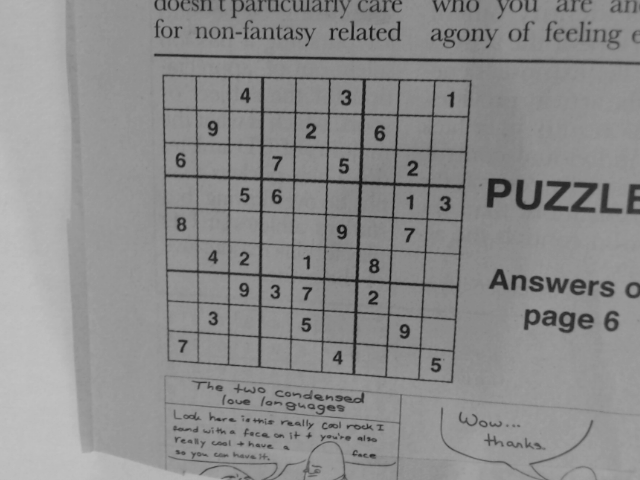 doesn't particularly care
for non-fantasy related
who you are and
agony of feeling
4 3 1
9 2 6
6 7 5 2
5 6 1 3
8 9 7
4 2 1 8
9 3 7 2
3 5 9
7 4 5
PUZZLE
Answers o
page 6
The two condensed
love languages
Look here is this really cool rock I
found with a face on it + you're also
really cool + have a face
so you can have it.
Wow...
thanks.